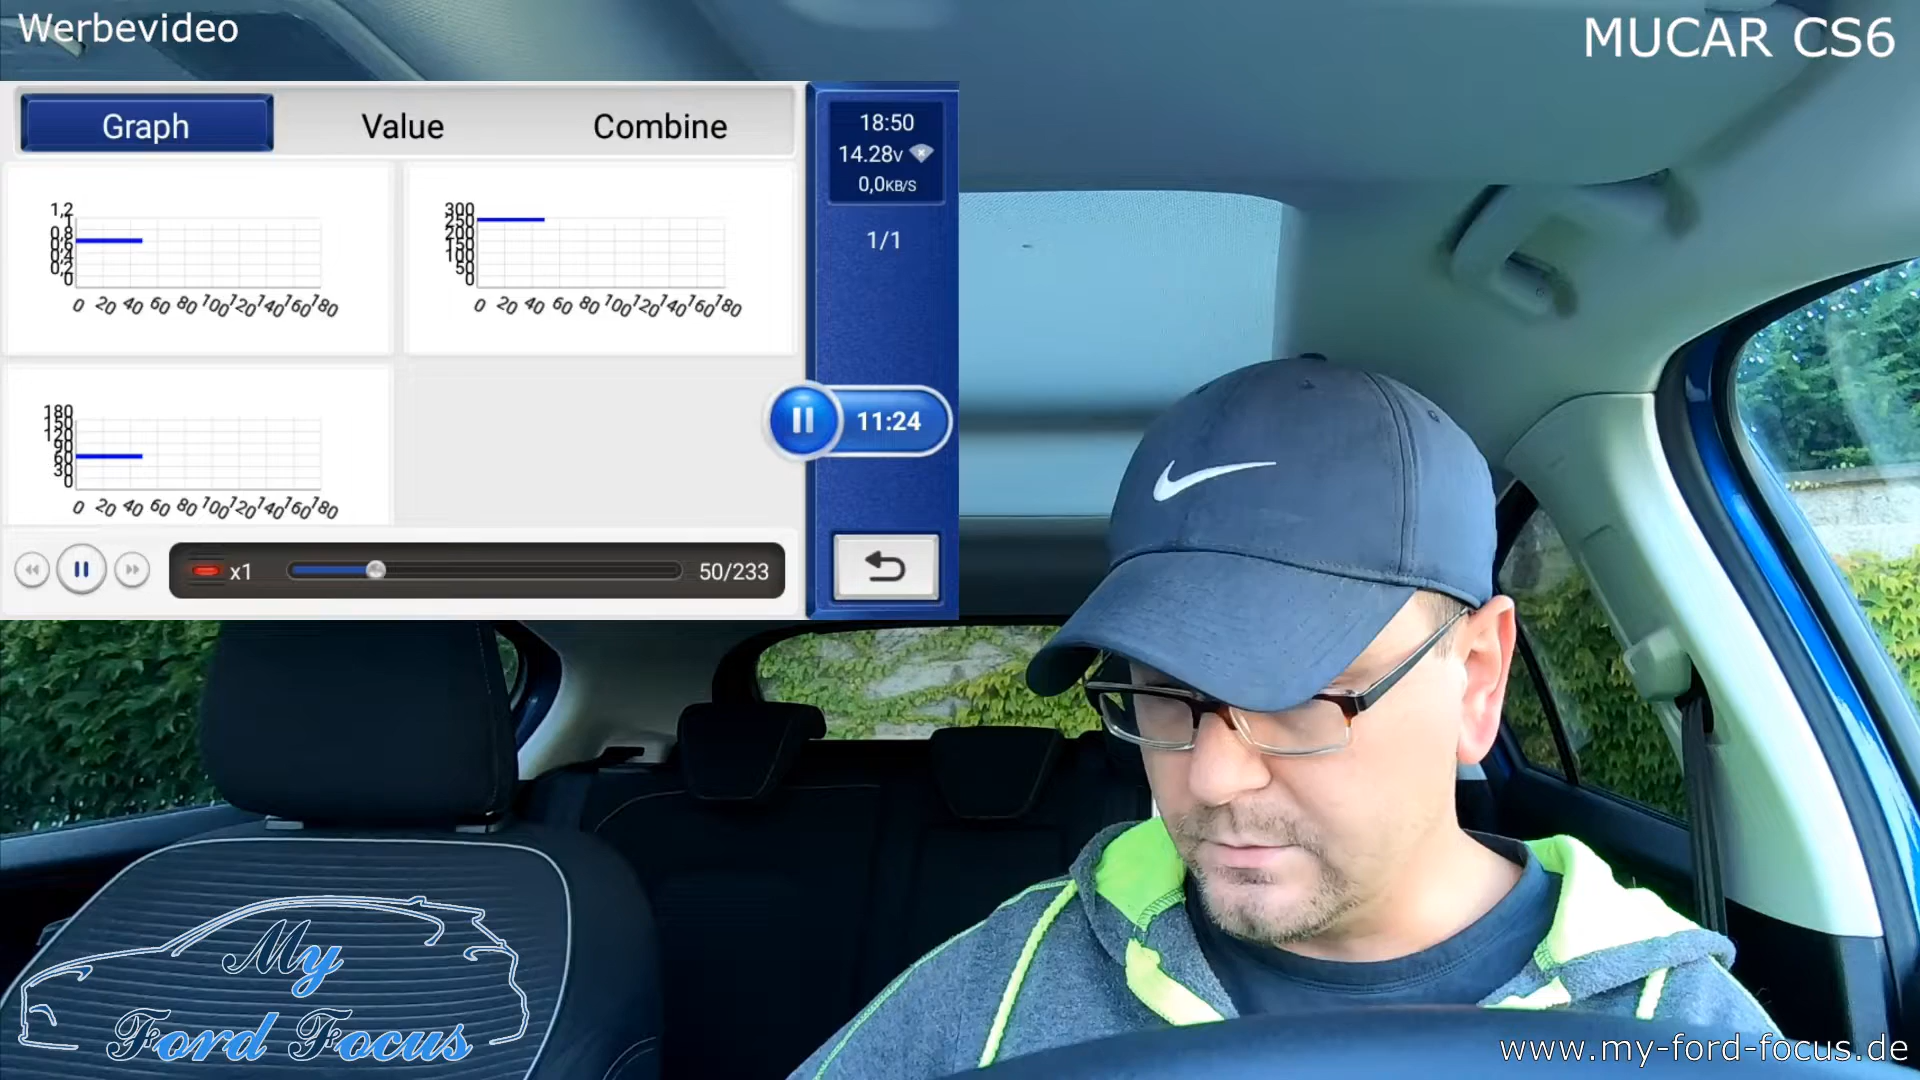 Werbevideo
MUCAR CS6
Graph
Value
Combine
18:50
14.28V
0,0KB/S
1/1
1,2
1
0,8
0,6
0,4
0,2
0
0 20 40 60 80 100 120 140 160 180
300
250
200
150
100
50
0
0 20 40 60 80 100 120 140 160 180
180
150
120
90
60
30
0
0 20 40 60 80 100 120 140 160 180
11:24
x1
50/233
My
Ford Focus
www.my-ford-focus.de